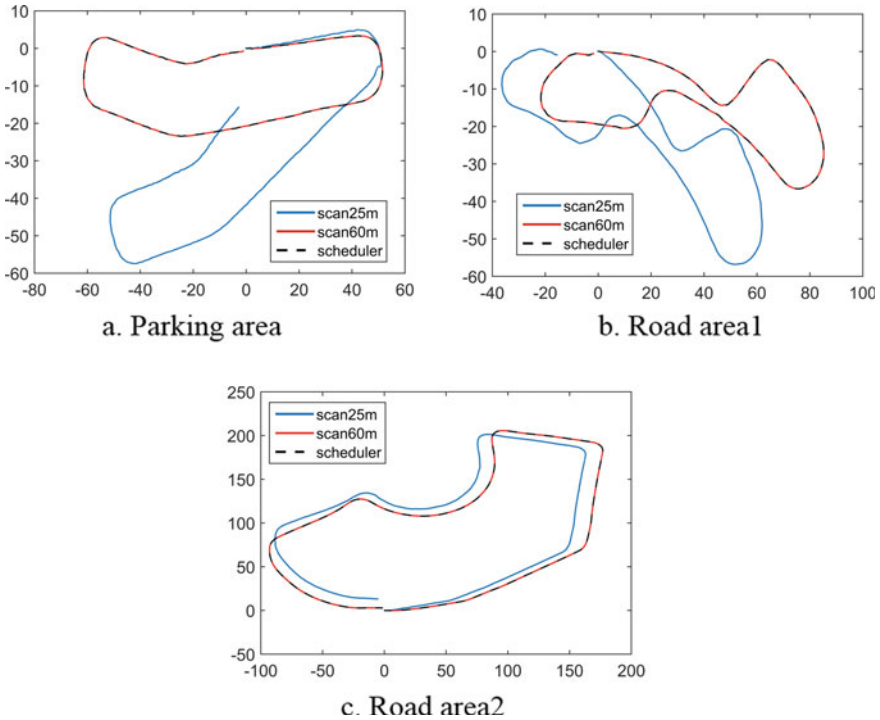 10
0
-10
-20
-30
-40
-50
-60
-80 -60 -40 -20 0 20 40 60
scan25m
scan60m
scheduler
a. Parking area
10
0
-10
-20
-30
-40
-50
-60
-40 -20 0 20 40 60 80 100
scan25m
scan60m
scheduler
b. Road area1
250
200
150
100
50
0
-50
-100 -50 0 50 100 150 200
scan25m
scan60m
scheduler
c. Road area2